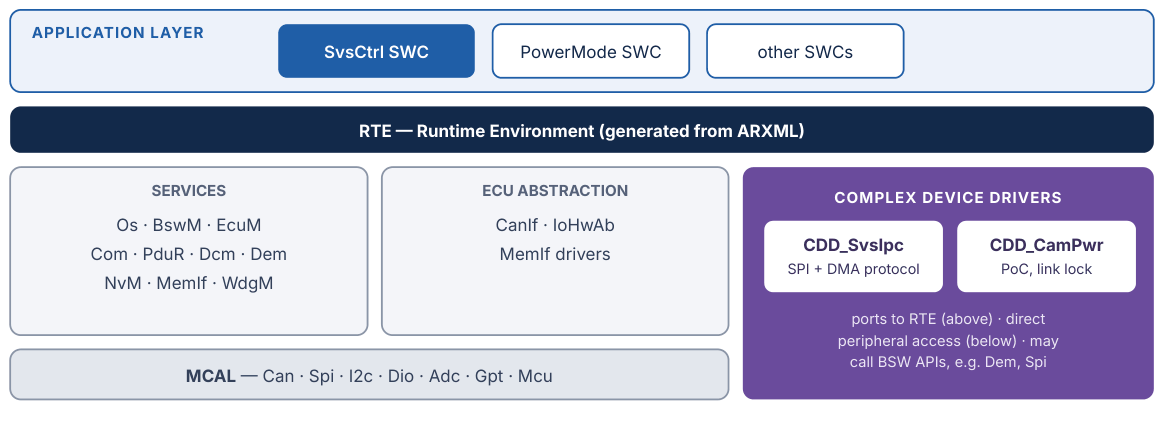 APPLICATION LAYER
SvsCtrl SWC
PowerMode SWC
other SWCs
RTE — Runtime Environment (generated from ARXML)
SERVICES
Os · BswM · EcuM
Com · PduR · Dcm · Dem
NvM · MemIf · WdgM
ECU ABSTRACTION
CanIf · IoHwAb
MemIf drivers
MCAL — Can · Spi · I2c · Dio · Adc · Gpt · Mcu
COMPLEX DEVICE DRIVERS
CDD_SvsIpc
SPI + DMA protocol
CDD_CamPwr
PoC, link lock
ports to RTE (above) · direct
peripheral access (below) · may
call BSW APIs, e.g. Dem, Spi